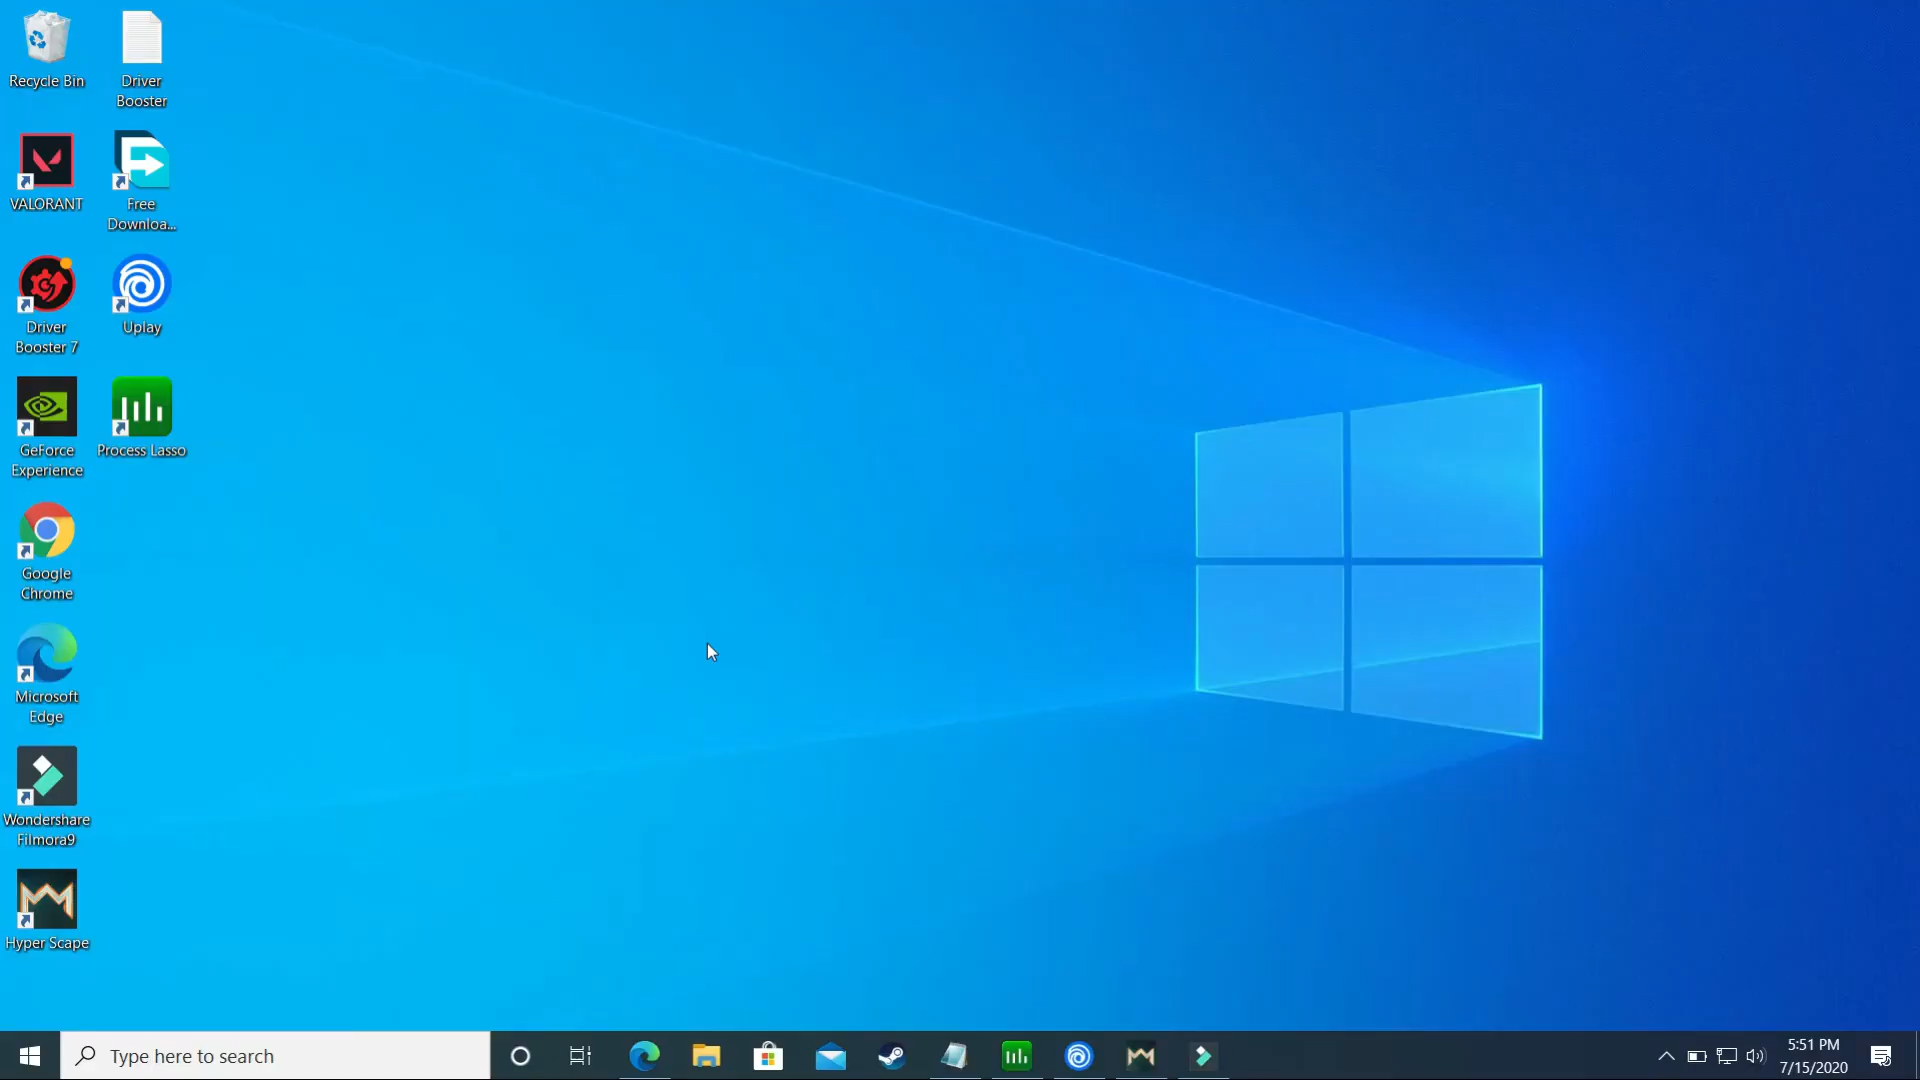 Recycle Bin
Driver
Booster
VALORANT
Free
Downloa...
Driver
Booster 7
Uplay
GeForce
Experience
Process Lasso
Google
Chrome
Microsoft
Edge
Wondershare
Filmora9
Hyper Scape
Type here to search
5:51 PM
7/15/2020